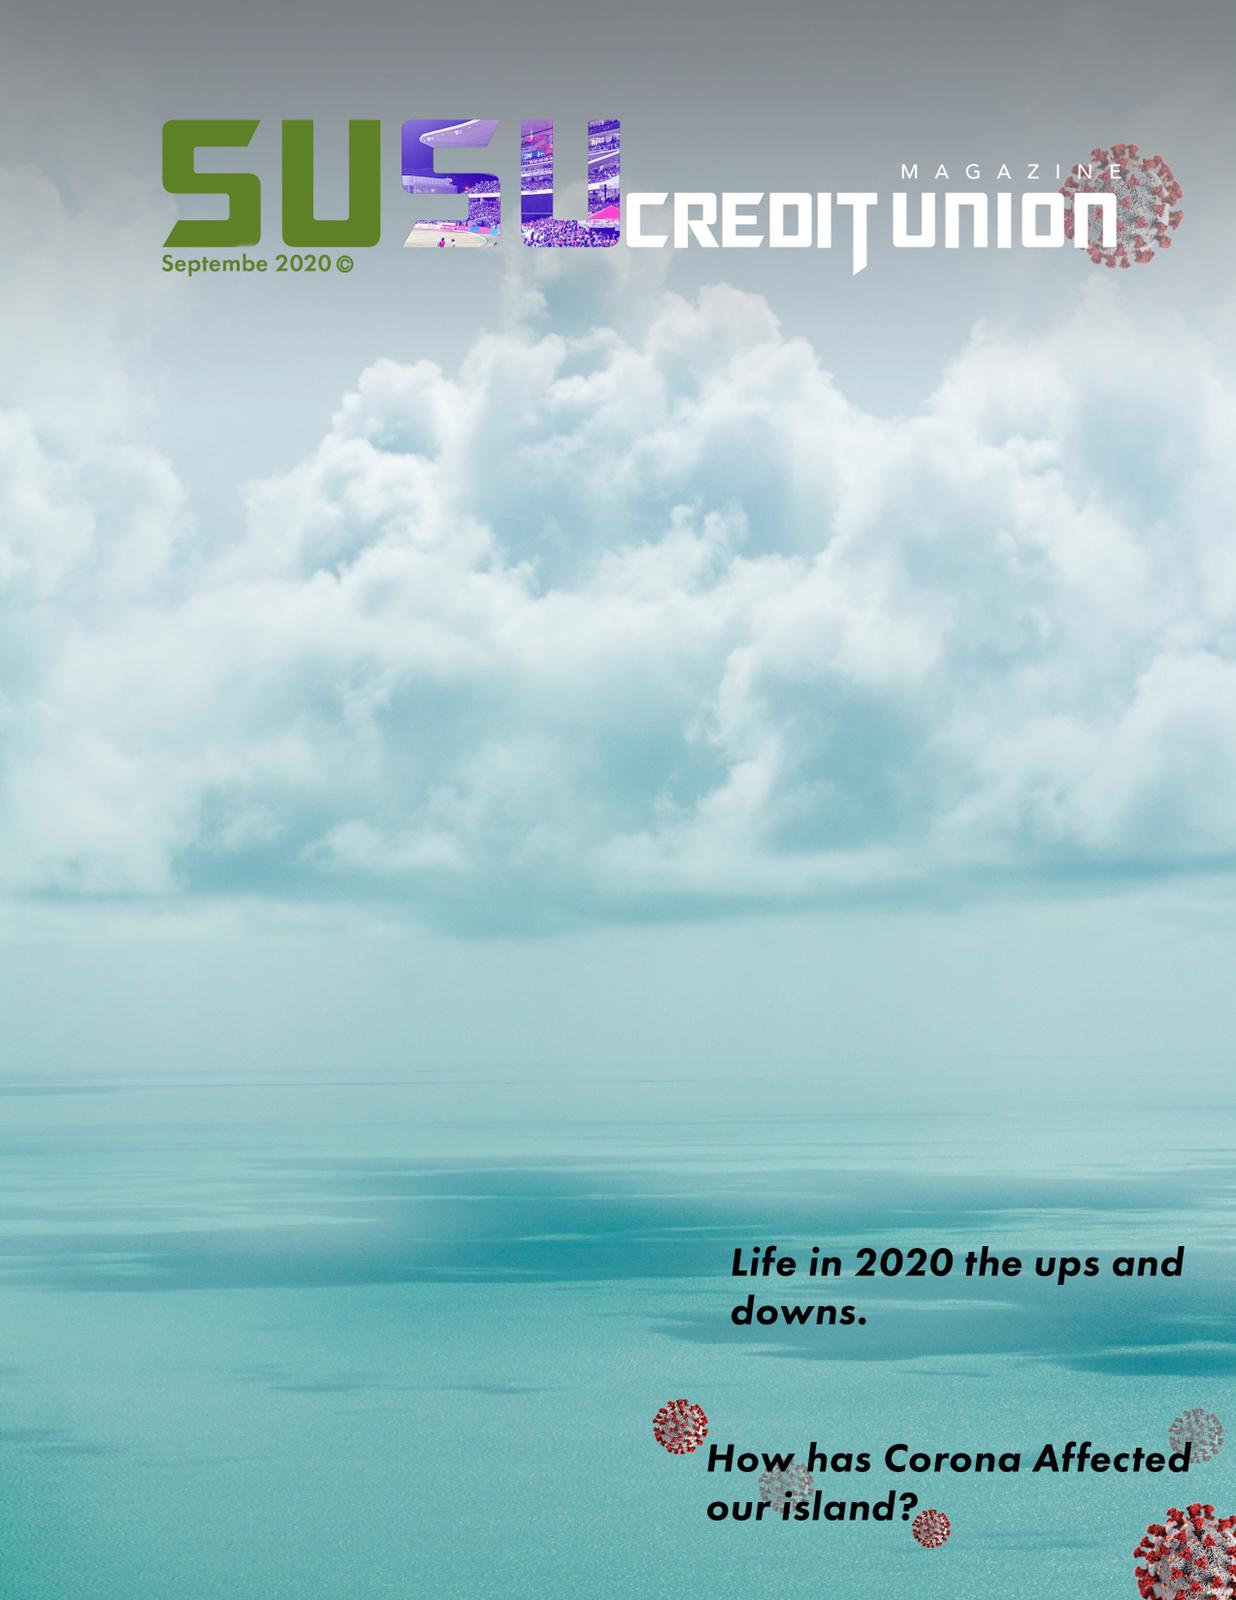 MAGAZINE
SUSU CREDIT UNION
Septembe 2020 ©
Life in 2020 the ups and
downs.
How has Corona Affected
our island?